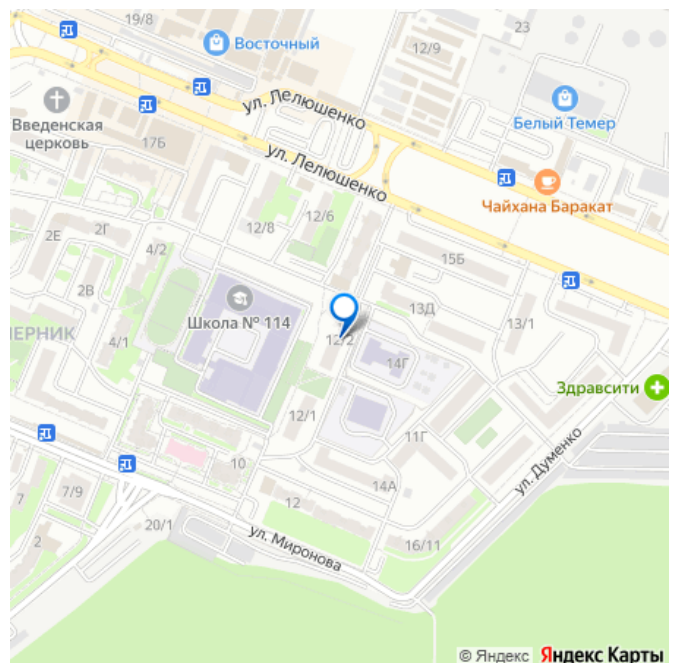 19/8
Восточный
12/9
23
Белый Темер
Введенская
церковь
17Б
ул. Лелюшенко
ул. Лелюшенко
Чайхана Баракат
12/6
12/8
2Г
2Е
4/2
15Б
2В
Школа № 114
13Д
13/1
ЧЕРНИК
4/1
12/2
14Г
Здравсити
12/1
11Г
10
ул. Думенко
14А
7/9
7
12
20/1
ул. Миронова
16/11
2
© Яндекс Яндекс Карты